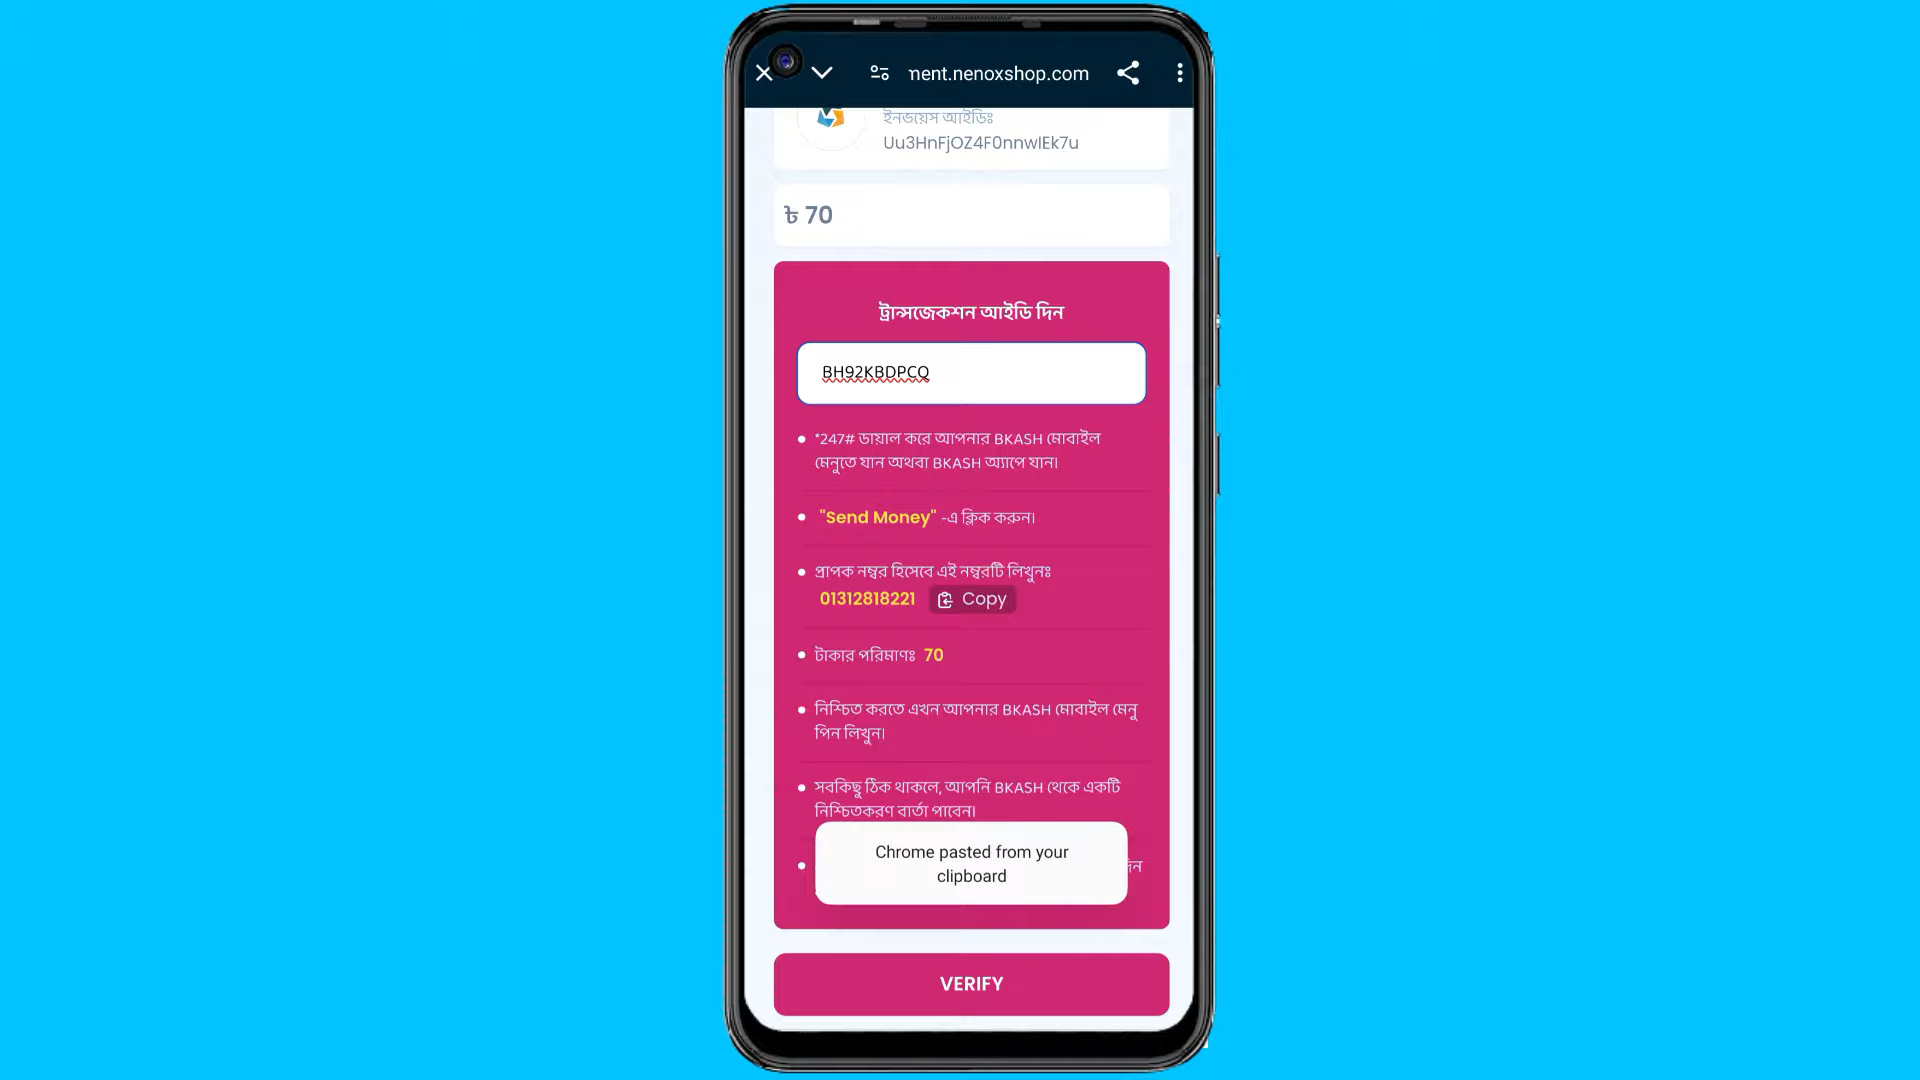 ment.nenoxshop.com
ইনভয়েস আইডিঃ
Uu3HnFjOZ4F0nnwIEk7u
৳ 70
ট্রান্সজেকশন আইডি দিন
BH92KBDPCQ
*247# ডায়াল করে আপনার BKASH মোবাইল
মেনুতে যান অথবা BKASH অ্যাপে যান।
"Send Money" -এ ক্লিক করুন।
প্রাপক নম্বর হিসেবে এই নম্বরটি লিখুনঃ
01312818221 Copy
টাকার পরিমাণঃ 70
নিশ্চিত করতে এখন আপনার BKASH মোবাইল মেনু
পিন লিখুন।
সবকিছু ঠিক থাকলে, আপনি BKASH থেকে একটি
নিশ্চিতকরণ বার্তা পাবেন।
Chrome pasted from your
clipboard
VERIFY